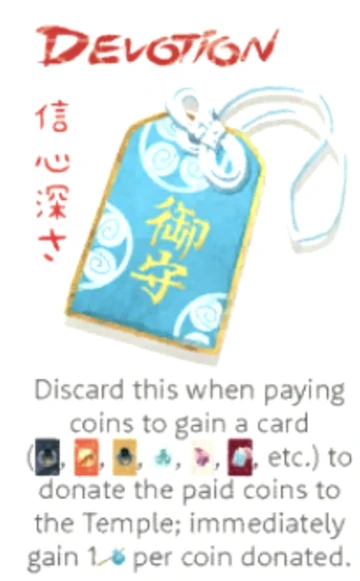 DEVOTION
信心深さ
御守
Discard this when paying
coins to gain a card
( , , , , , , etc.) to
donate the paid coins to
the Temple; immediately
gain 1 per coin donated.